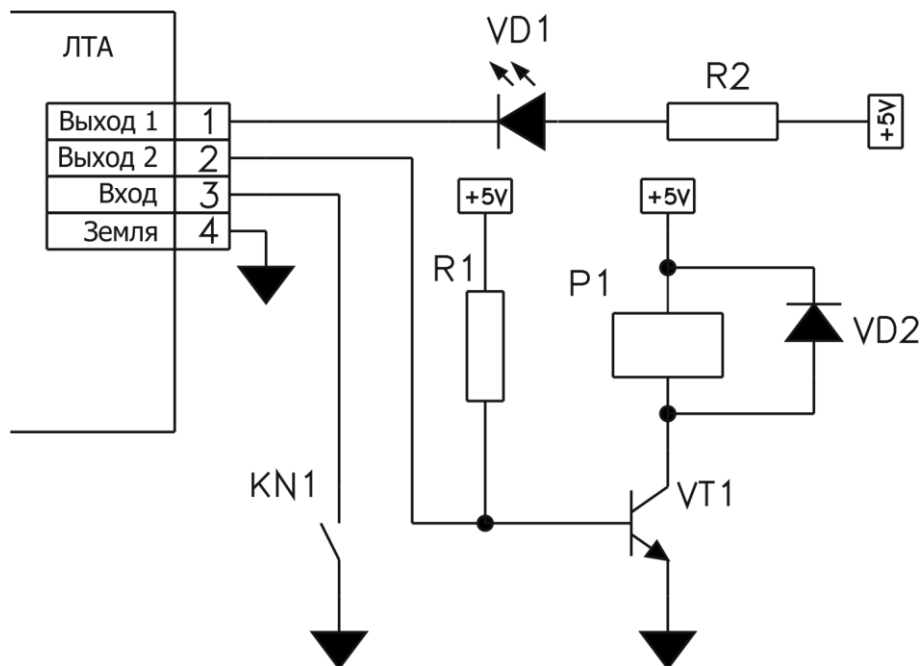 ЛТА
Выход 1 1
Выход 2 2
Вход 3
Земля 4
VD1
R2
+5V
+5V
+5V
R1
P1
VD2
KN1
VT1